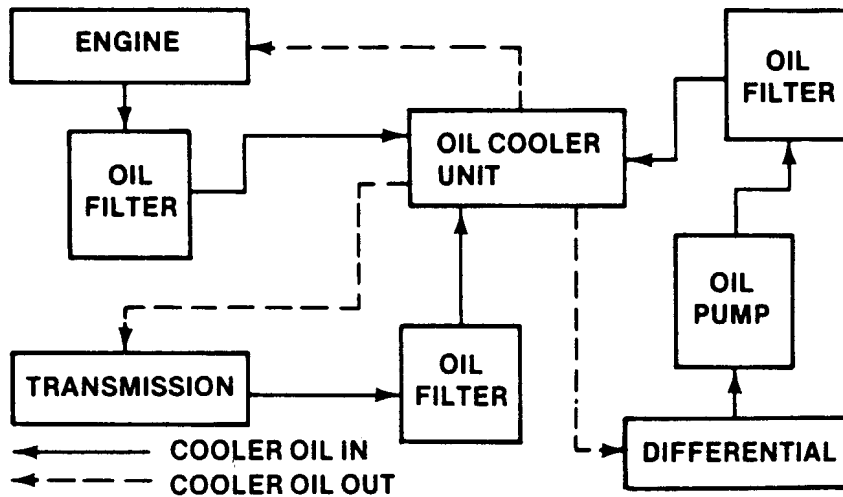 ENGINE
OIL
FILTER
OIL COOLER
UNIT
OIL
FILTER
OIL
PUMP
TRANSMISSION
OIL
FILTER
DIFFERENTIAL
COOLER OIL IN
COOLER OIL OUT